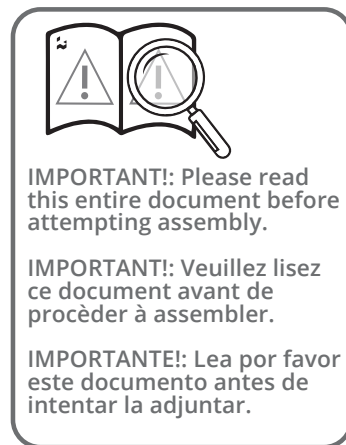 IMPORTANT!: Please read
this entire document before
attempting assembly.
IMPORTANT!: Veuillez lisez
ce document avant de
procèder à assembler.
IMPORTANTE!: Lea por favor
este documento antes de
intentar la adjuntar.